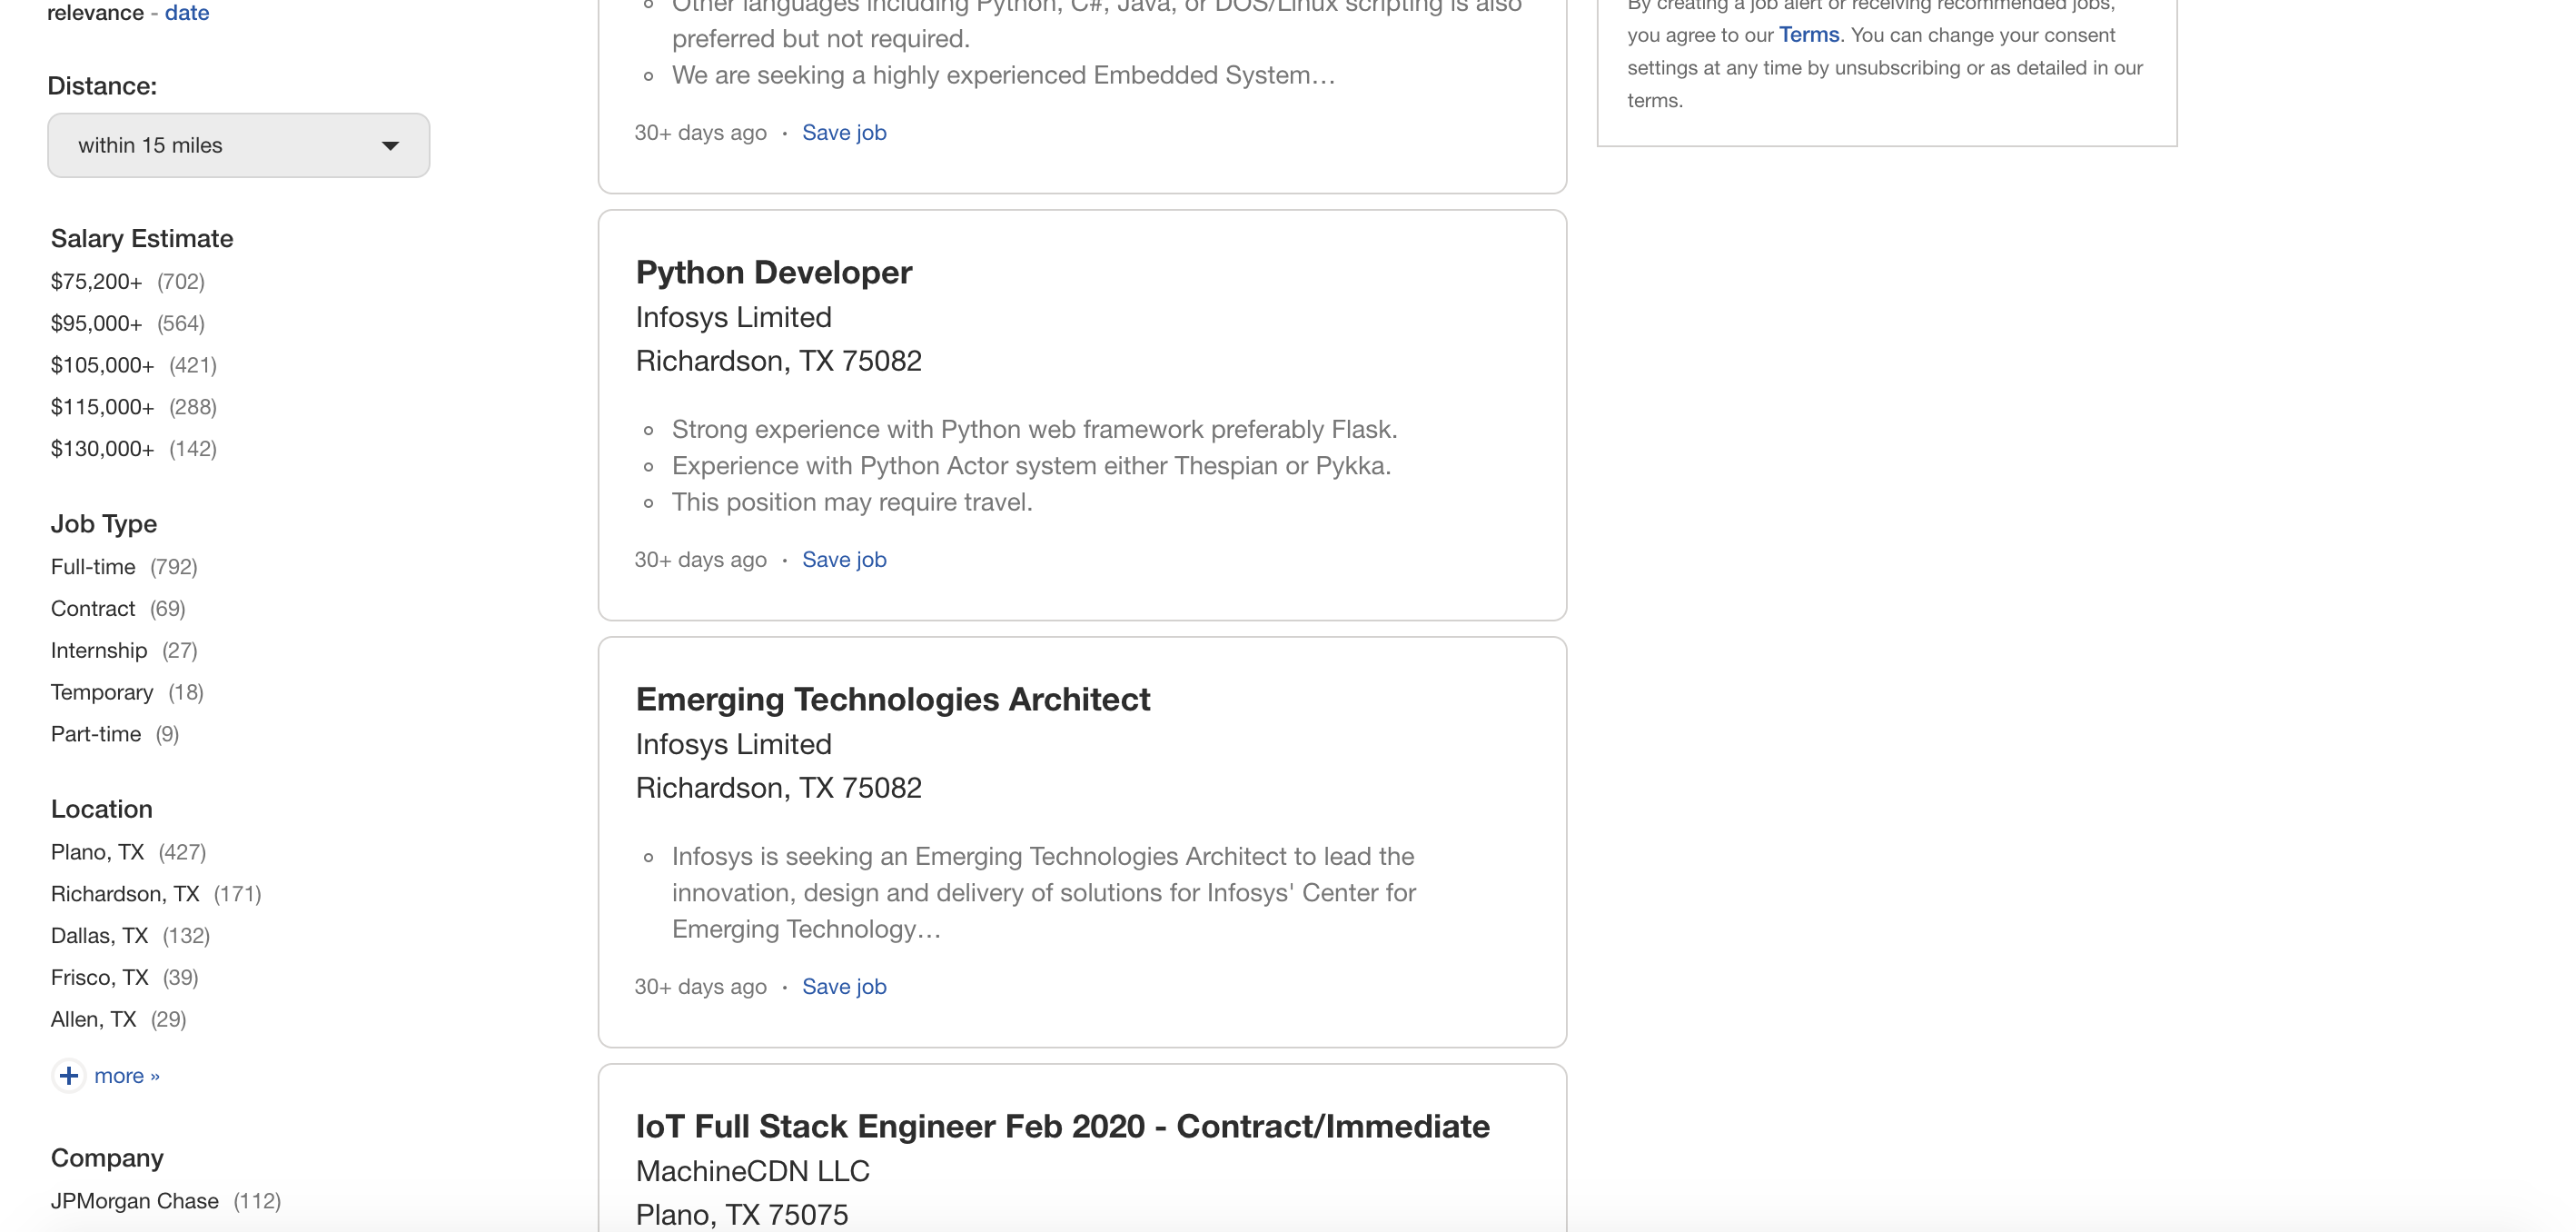 relevance - date
Distance:
within 15 miles
Salary Estimate
$75,200+ (702)
$95,000+ (564)
$105,000+ (421)
$115,000+ (288)
$130,000+ (142)
Job Type
Full-time (792)
Contract (69)
Internship (27)
Temporary (18)
Part-time (9)
Location
Plano, TX (427)
Richardson, TX (171)
Dallas, TX (132)
Frisco, TX (39)
Allen, TX (29)
+ more »
Company
JPMorgan Chase (112)
Other languages including Python, C#, Java, or DOS/Linux scripting is also
preferred but not required.
We are seeking a highly experienced Embedded System…
30+ days ago · Save job
Python Developer
Infosys Limited
Richardson, TX 75082
Strong experience with Python web framework preferably Flask.
Experience with Python Actor system either Thespian or Pykka.
This position may require travel.
30+ days ago · Save job
Emerging Technologies Architect
Infosys Limited
Richardson, TX 75082
Infosys is seeking an Emerging Technologies Architect to lead the
innovation, design and delivery of solutions for Infosys' Center for
Emerging Technology…
30+ days ago · Save job
IoT Full Stack Engineer Feb 2020 - Contract/Immediate
MachineCDN LLC
Plano, TX 75075
By creating a job alert or receiving recommended jobs,
you agree to our Terms. You can change your consent
settings at any time by unsubscribing or as detailed in our
terms.